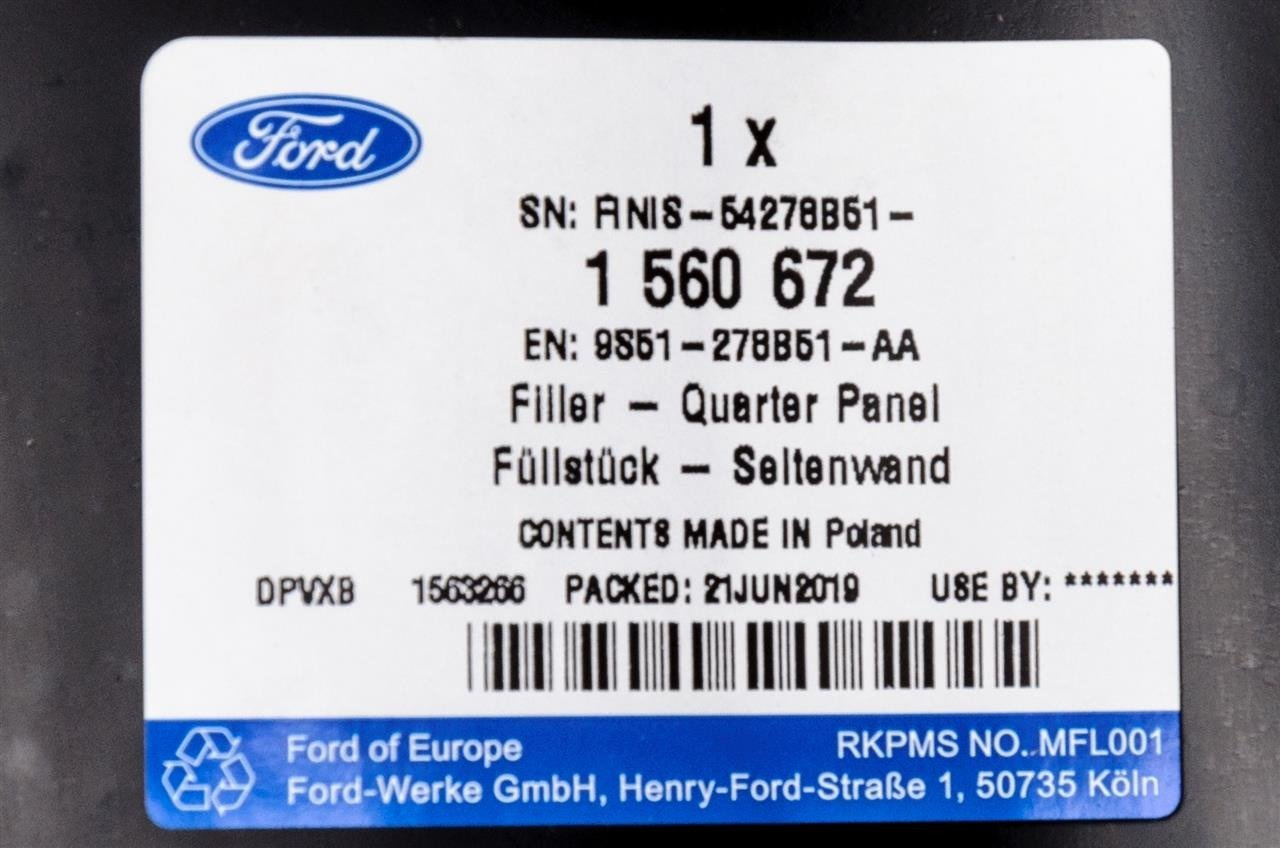 Ford
1 x
SN: FINIS-54278B51-
1 560 672
EN: 9S51-278B51-AA
Filler - Quarter Panel
Füllstück - Seitenwand
CONTENTS MADE IN Poland
DPVXB 1563266 PACKED: 21JUN2019 USE BY: *******
Ford of Europe RKPMS NO. MFL001
Ford-Werke GmbH, Henry-Ford-Straße 1, 50735 Köln